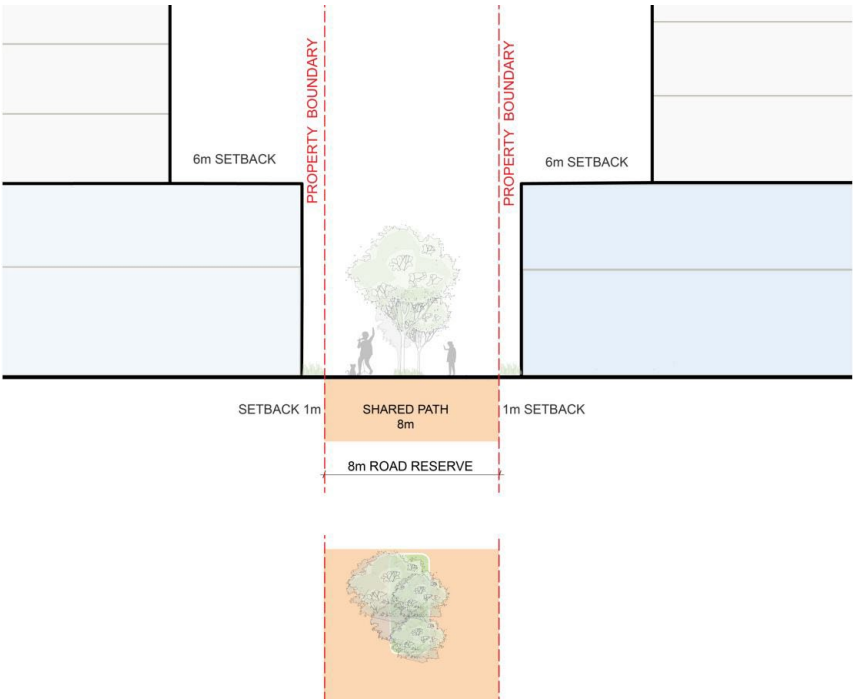 PROPERTY BOUNDARY
PROPERTY BOUNDARY
6m SETBACK
6m SETBACK
SETBACK 1m
SHARED PATH
8m
1m SETBACK
8m ROAD RESERVE